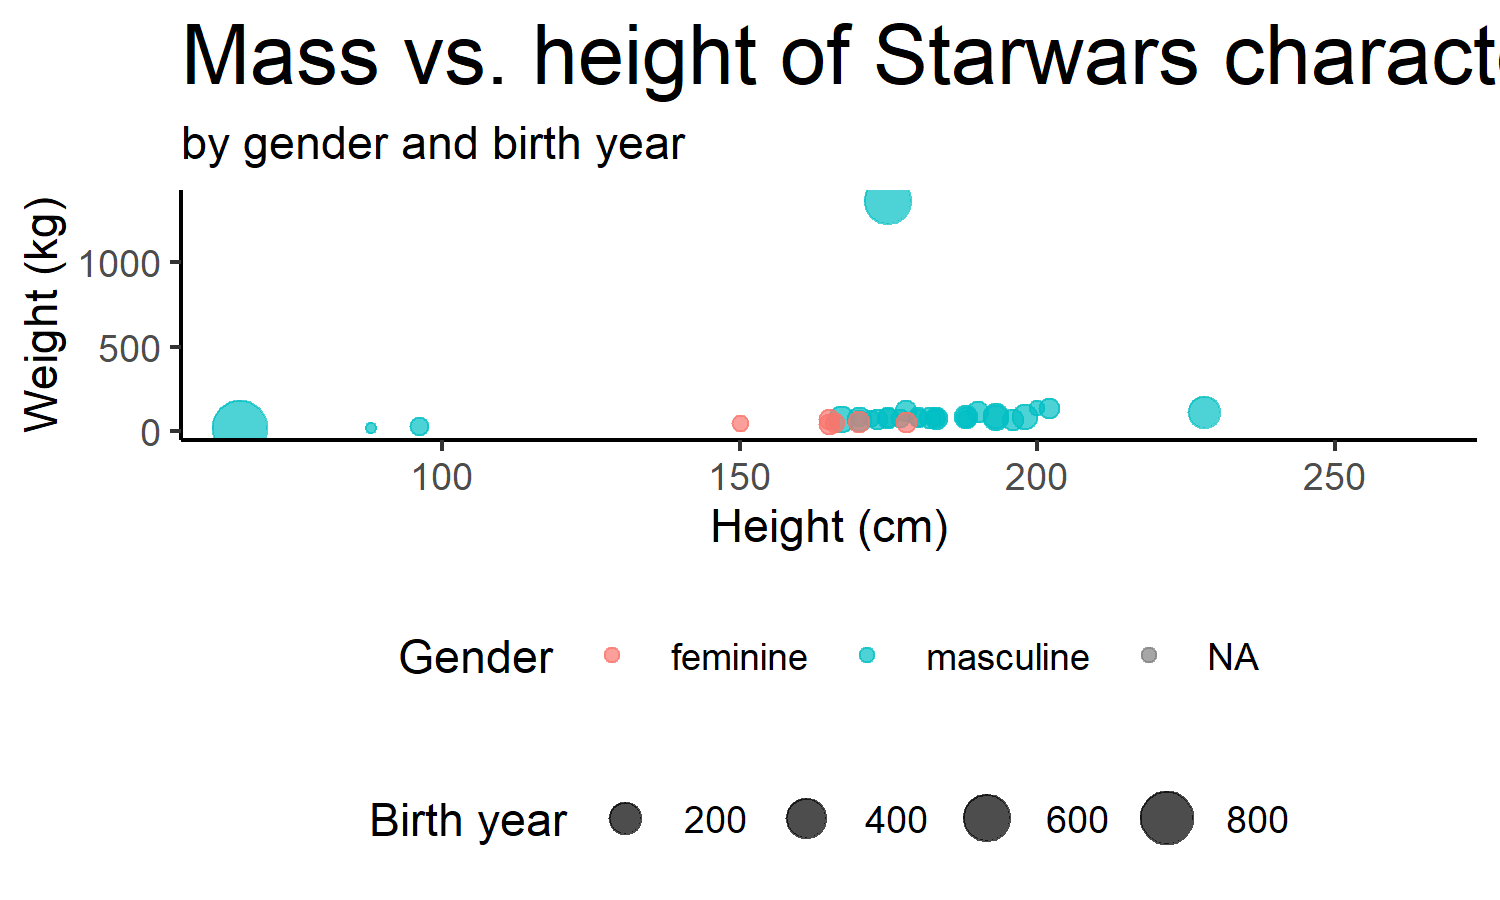 Mass vs. height of Starwars charact
by gender and birth year
Weight (kg)
1000
500
0
100 150 200 250
Height (cm)
Gender feminine masculine NA
Birth year 200 400 600 800